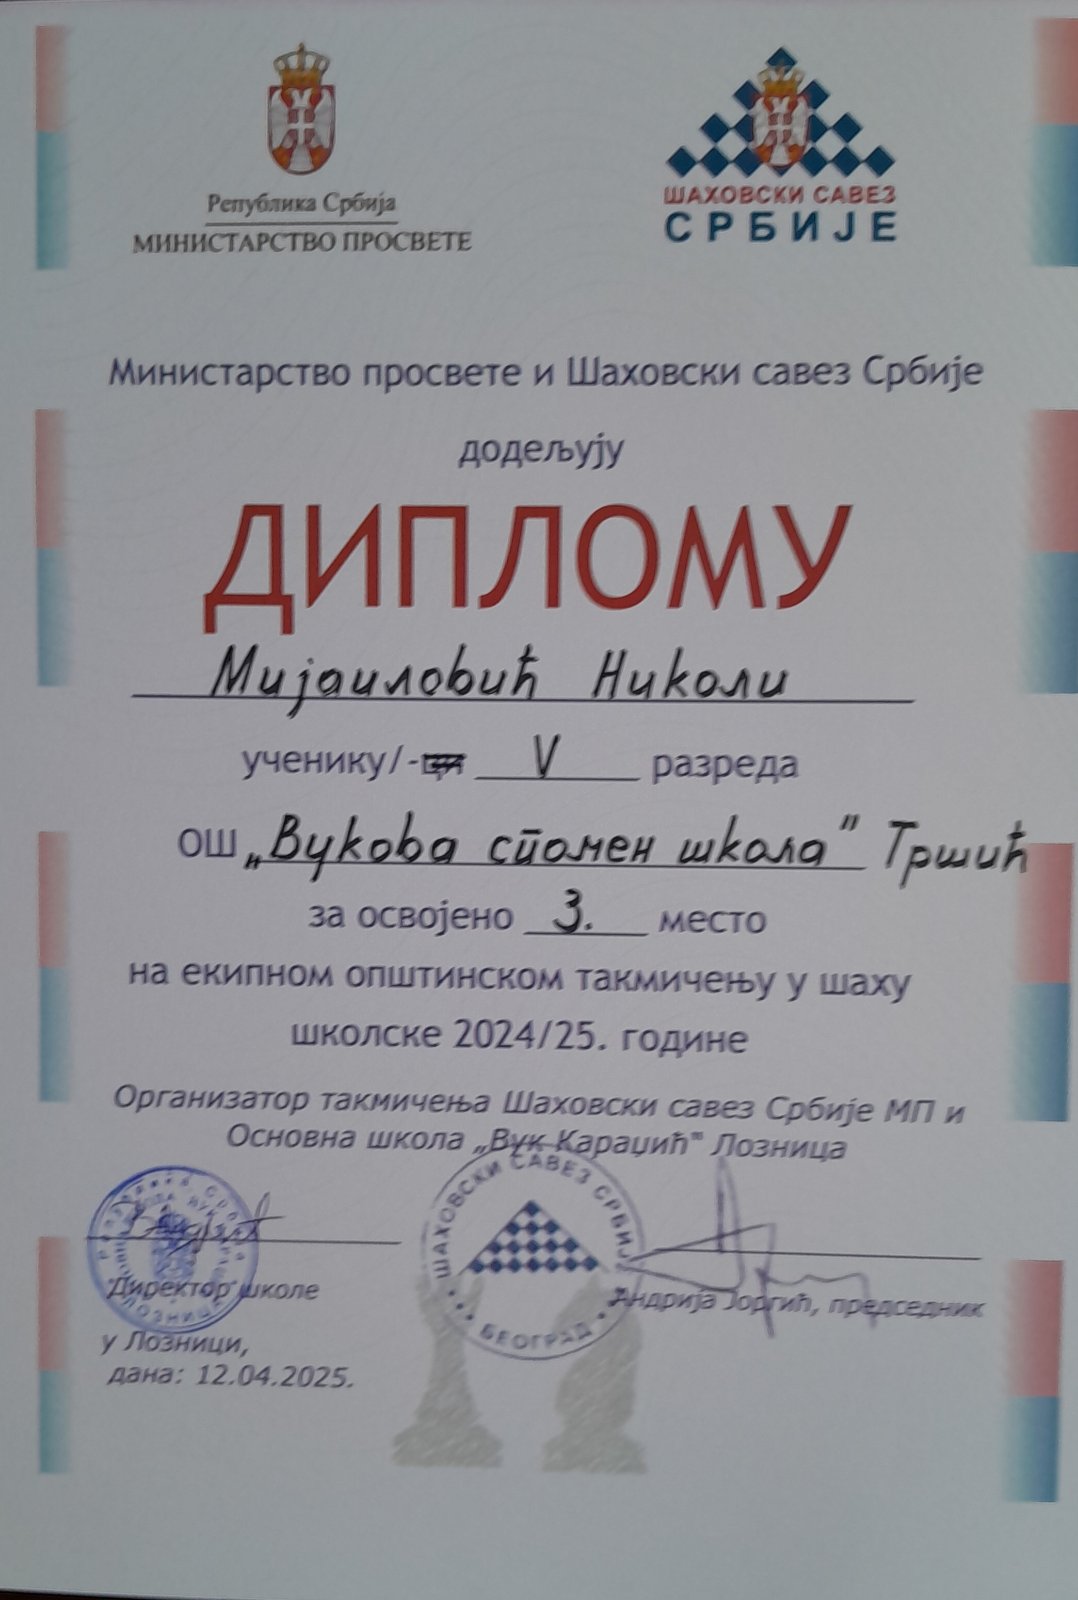 Република Србија
МИНИСТАРСТВО ПРОСВЕТЕ
ШАХОВСКИ САВЕЗ
СРБИЈЕ
Министарство просвете и Шаховски савез Србије
додељују
ДИПЛОМУ
Мијаиловић Николи
ученику/-ци V разреда
ОШ „Вукова спомен школа" Тршић
за освојено 3. место
на екипном општинском такмичењу у шаху
школске 2024/25. године
Организатор такмичења Шаховски савез Србије МП и
Основна школа „Вук Караџић" Лозница
ШАХОВСКИ САВЕЗ СРБИЈЕ
БЕОГРАД
Директор школе
Андрија Јоргић, председник
у Лозници,
дана: 12.04.2025.